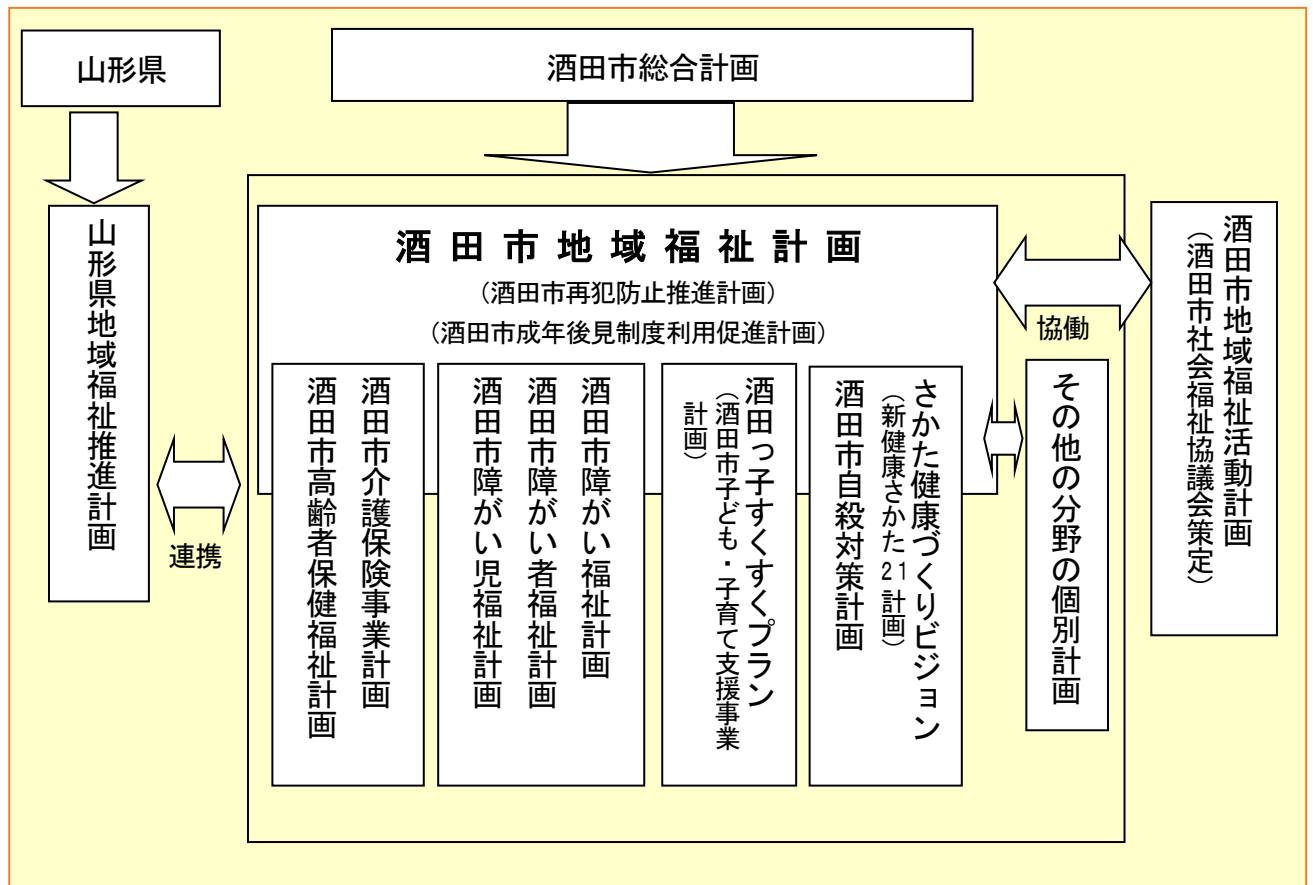 山形県
酒田市総合計画
山形県地域福祉推進計画
連携
酒田市地域福祉計画
（酒田市再犯防止推進計画）
（酒田市成年後見制度利用促進計画）
酒田市介護保険事業計画
酒田市高齢者保健福祉計画
酒田市障がい福祉計画
酒田市障がい者福祉計画
酒田市障がい児福祉計画
酒田っ子すくすくプラン
（酒田市子ども・子育て支援事業
計画）
さかた健康づくりビジョン
（新健康さかた21計画）
酒田市自殺対策計画
協働
その他の分野の個別計画
酒田市地域福祉活動計画
（酒田市社会福祉協議会策定）